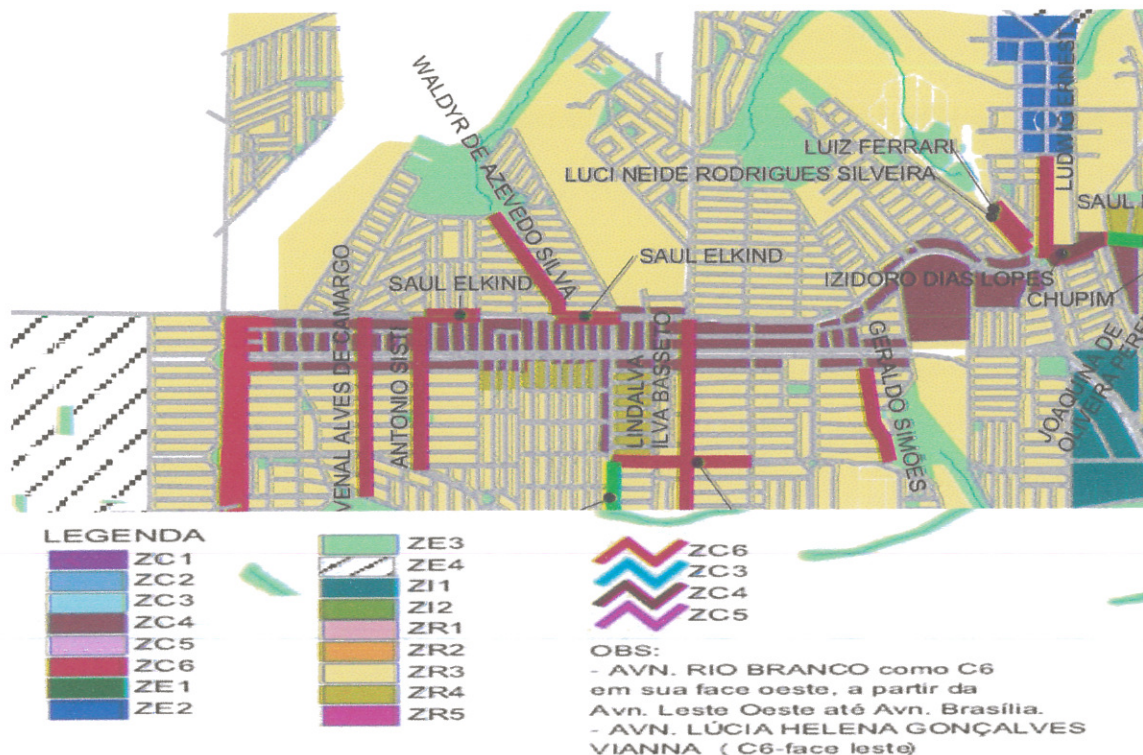 WALDYR DE AZEVEDO SILVA
LUIZ FERRARI
LUCI NEIDE RODRIGUES SILVEIRA
SAUL
SAUL ELKIND
SAUL ELKIND
IZIDORO DIAS LOPES
CHUPIM
VENAL ALVES DE CAMARGO
ANTONIO SISTI
LINDALVA
ILVA BASSETO
GERALDO SIMÕES
JOAQUINA DE
OLIVEIRA PER
LEGENDA
ZC1
ZC2
ZC3
ZC4
ZC5
ZC6
ZE1
ZE2
ZE3
ZE4
ZI1
ZI2
ZR1
ZR2
ZR3
ZR4
ZR5
ZC6
ZC3
ZC4
ZC5
OBS:
- AVN. RIO BRANCO como C6
em sua face oeste, a partir da
Avn. Leste Oeste até Avn. Brasília.
- AVN. LÚCIA HELENA GONÇALVES
VIANNA ( C6-face leste)